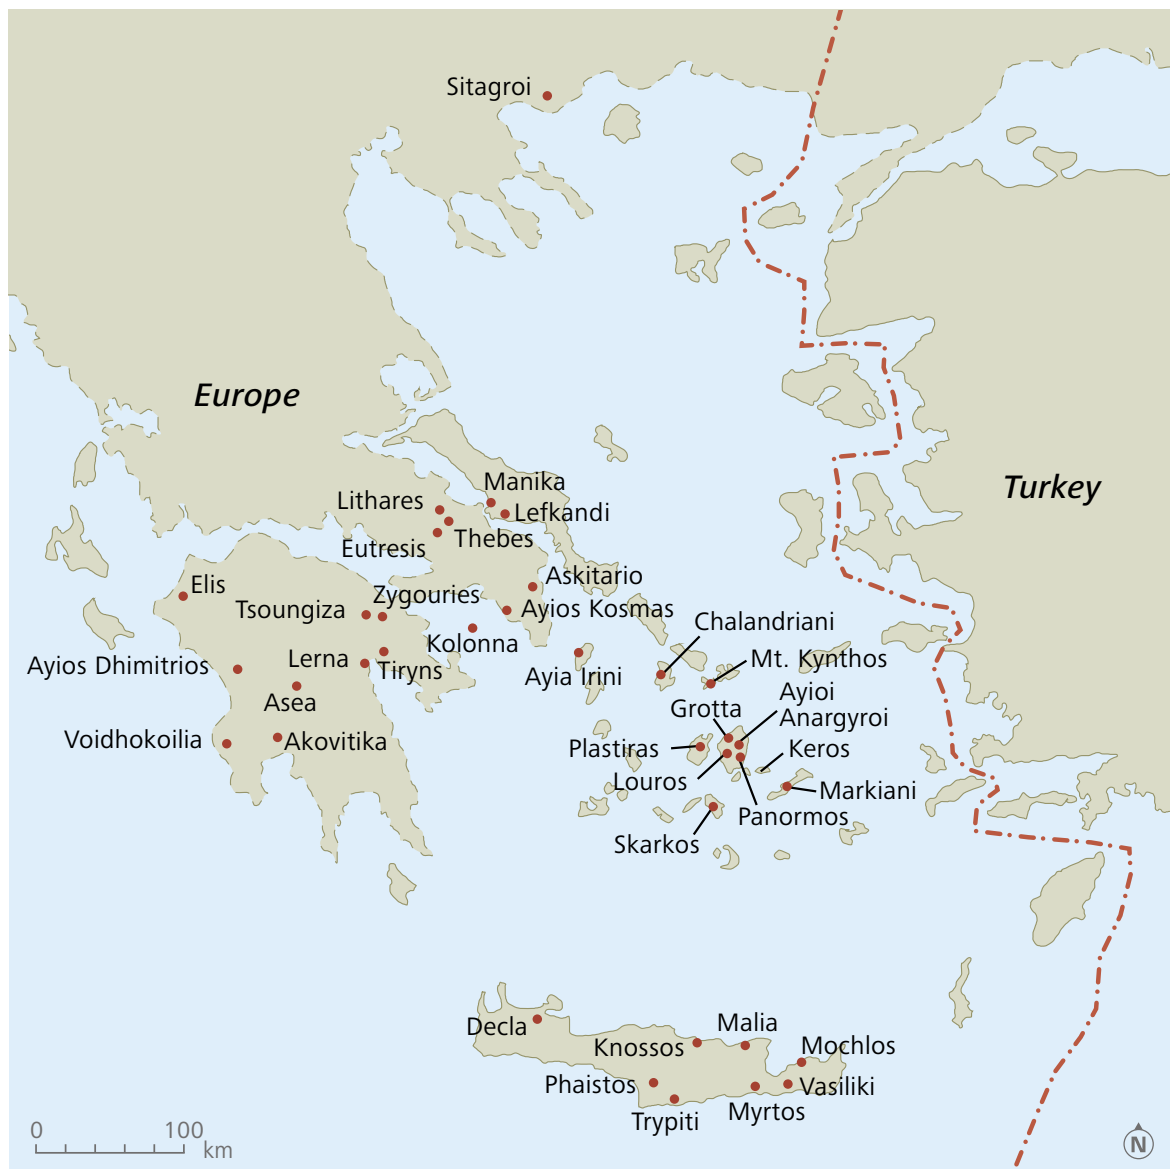 Sitagroi
Europe
Turkey
Manika
Lithares
Lefkandi
Thebes
Eutresis
Elis
Askitario
Zygouries
Tsoungiza
Ayios Kosmas
Chalandriani
Kolonna
Lerna
Mt. Kynthos
Ayios Dhimitrios
Tiryns
Ayia Irini
Asea
Ayioi
Anargyroi
Grotta
Voidhokoilia
Akovitika
Plastiras
Keros
Louros
Markiani
Panormos
Skarkos
Decla
Malia
Knossos
Mochlos
Phaistos
Vasiliki
Myrtos
Trypiti
0 100
km
N